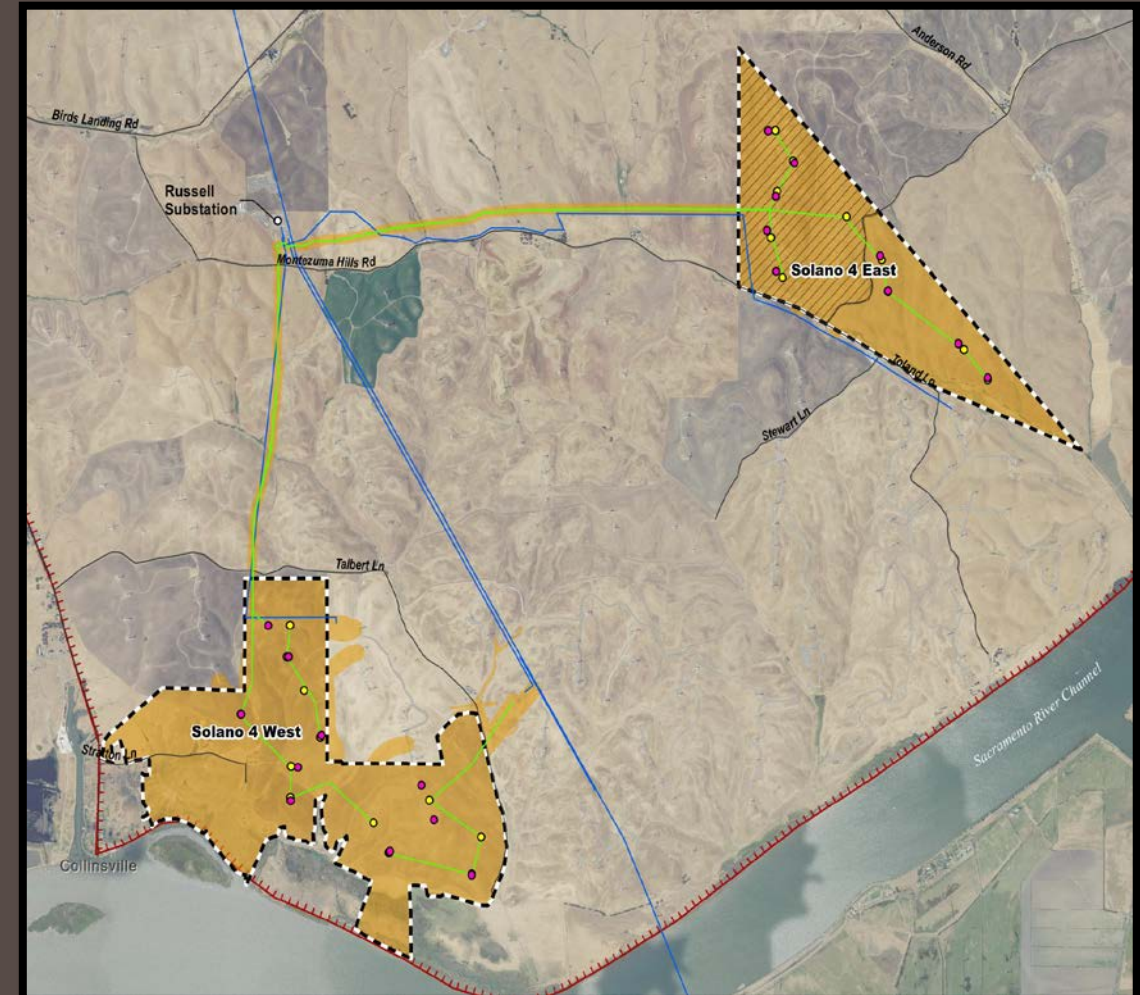 Anderson Rd
Birds Landing Rd
Russell
Substation
Montezuma Hills Rd
Solano 4 East
Toland Ln
Stewart Ln
Talbert Ln
Sacramento River Channel
Solano 4 West
Stratton Ln
Collinsville